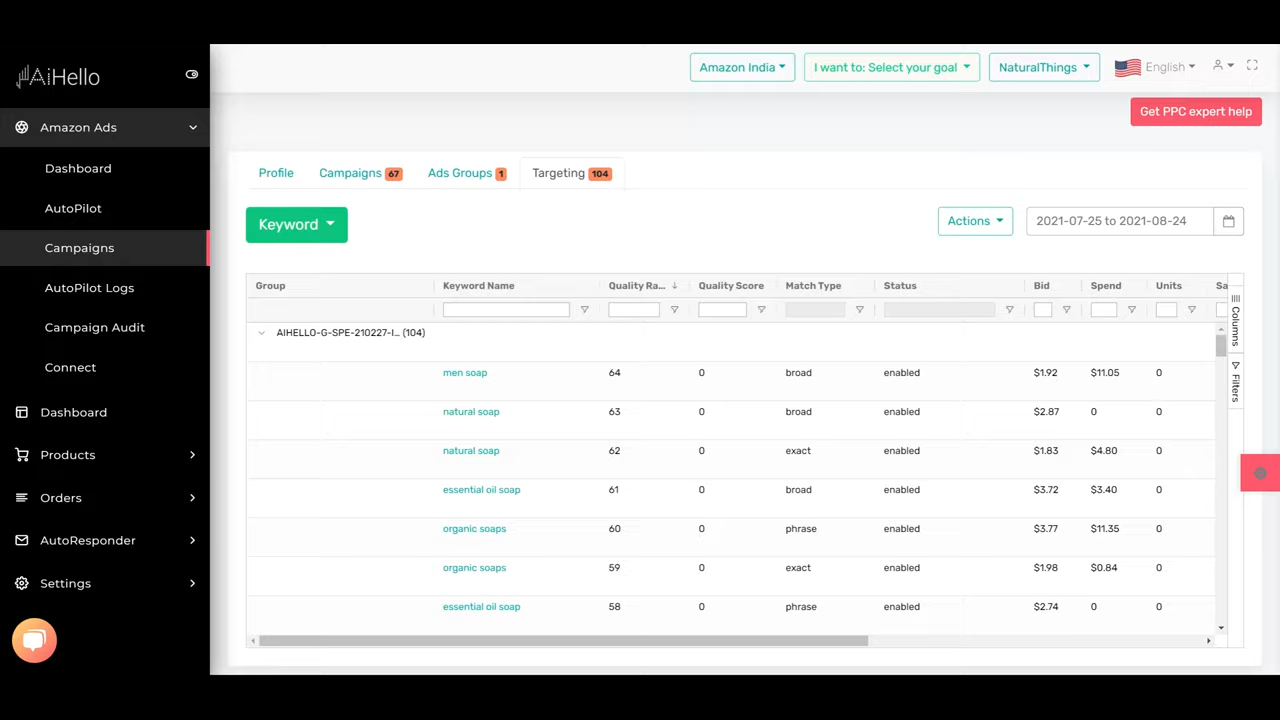 AiHello
Amazon India
I want to: Select your goal
NaturalThings
English
Get PPC expert help
Amazon Ads
Dashboard
AutoPilot
Campaigns
AutoPilot Logs
Campaign Audit
Connect
Dashboard
Products
Orders
AutoResponder
Settings
Profile Campaigns 67 Ads Groups 1 Targeting 104
Keyword
Actions
2021-07-25 to 2021-08-24
Group Keyword Name Quality Ra... Quality Score Match Type Status Bid Spend Units Sa
AIHELLO-G-SPE-210227-I... (104)
men soap 64 0 broad enabled $1.92 $11.05 0
natural soap 63 0 broad enabled $2.87 0 0
natural soap 62 0 exact enabled $1.83 $4.80 0
essential oil soap 61 0 broad enabled $3.72 $3.40 0
organic soaps 60 0 phrase enabled $3.77 $11.35 0
organic soaps 59 0 exact enabled $1.98 $0.84 0
essential oil soap 58 0 phrase enabled $2.74 0 0
Columns
Filters